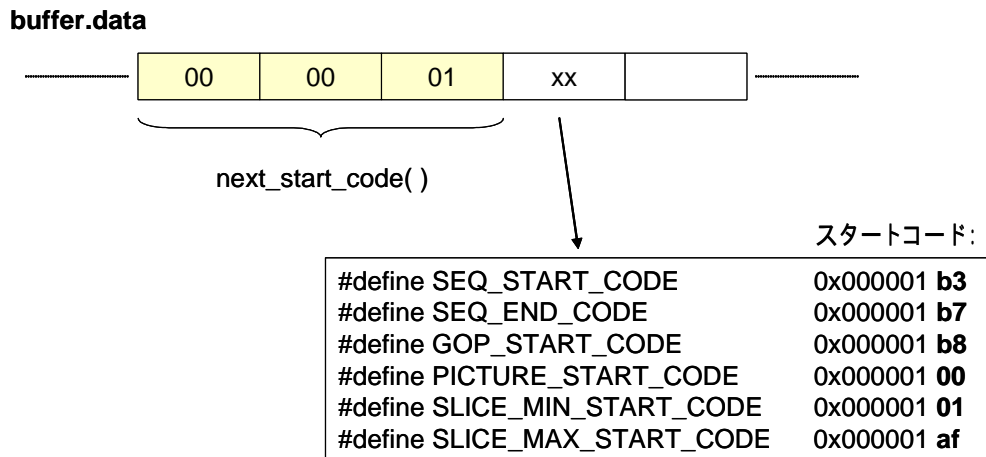 buffer.data
00 00 01 xx
next_start_code( )
スタートコード:
#define SEQ_START_CODE 0x000001 b3
#define SEQ_END_CODE 0x000001 b7
#define GOP_START_CODE 0x000001 b8
#define PICTURE_START_CODE 0x000001 00
#define SLICE_MIN_START_CODE 0x000001 01
#define SLICE_MAX_START_CODE 0x000001 af